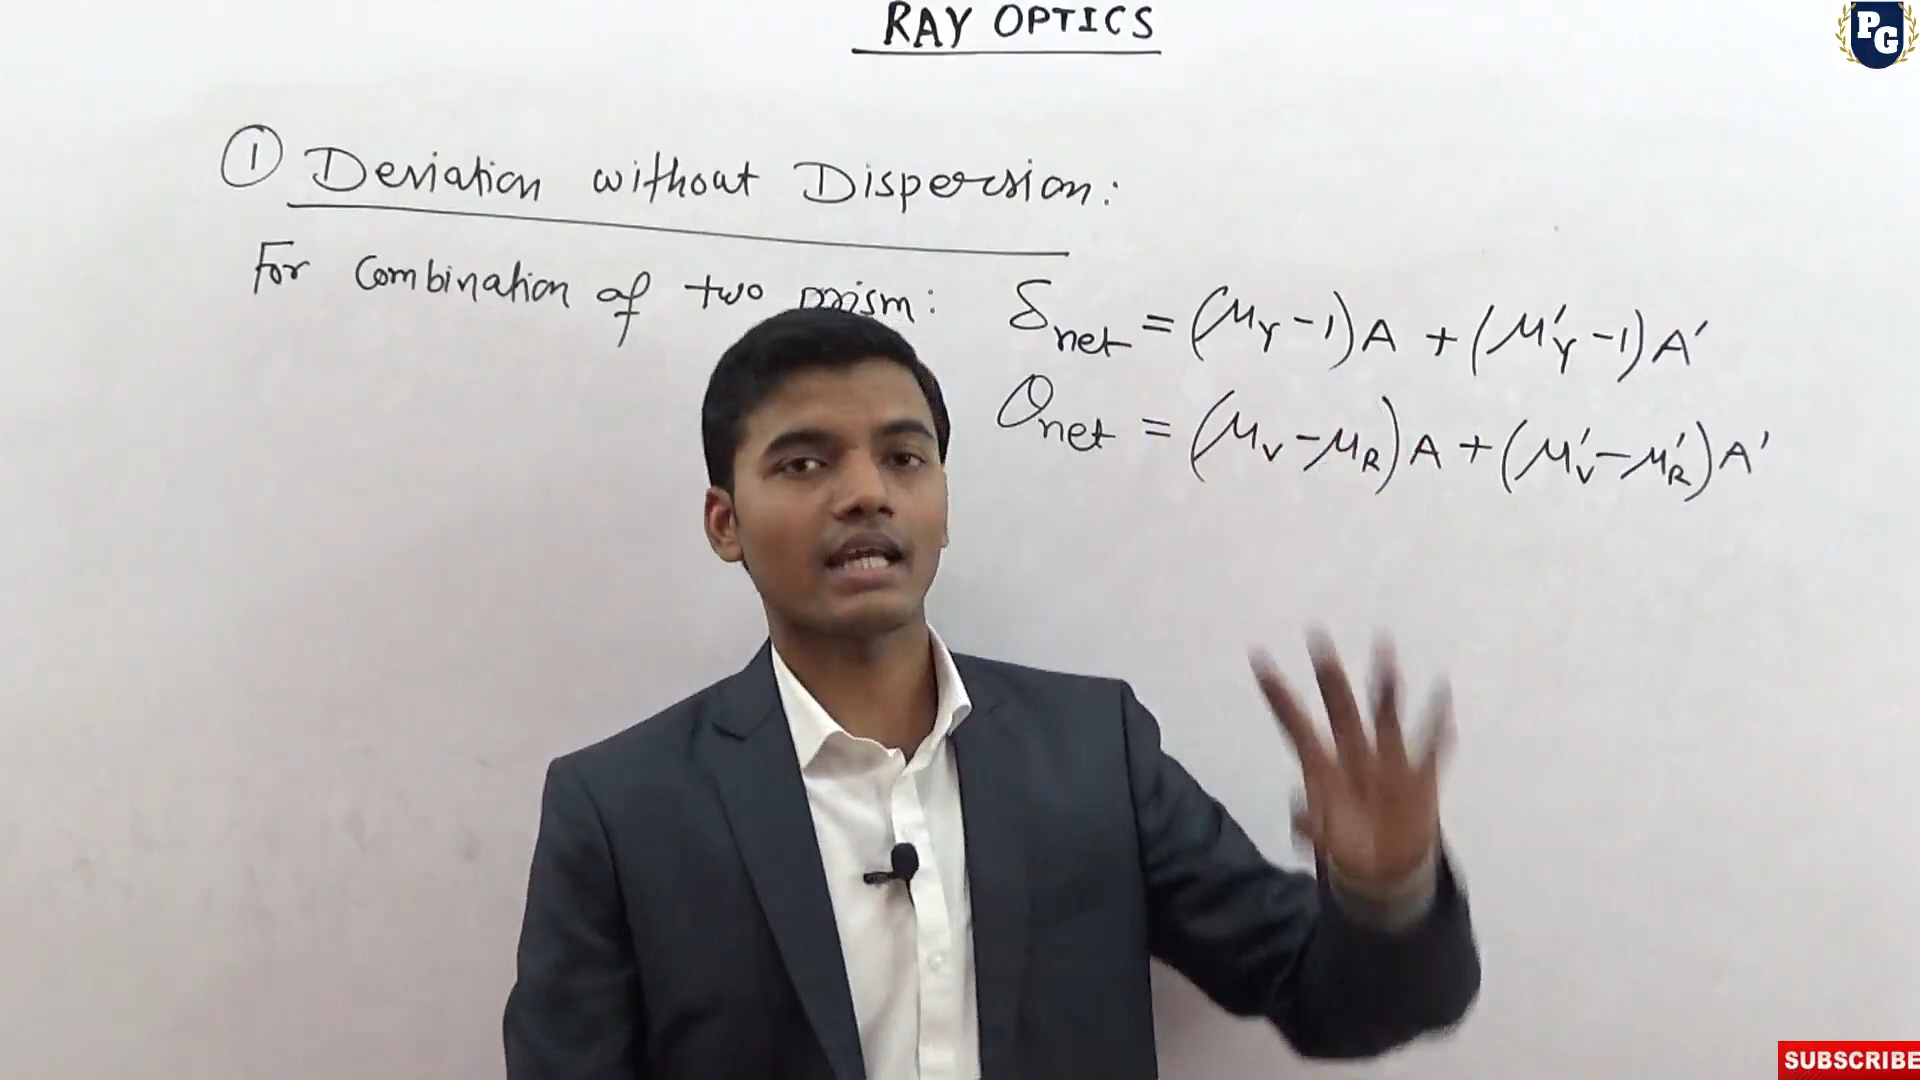 RAY OPTICS
PG
① Deviation without Dispersion:
For Combination of two prism:
δnet = (μY - 1)A + (μ'Y - 1)A'
θnet = (μV - μR)A + (μ'V - μ'R)A'
SUBSCRIBE